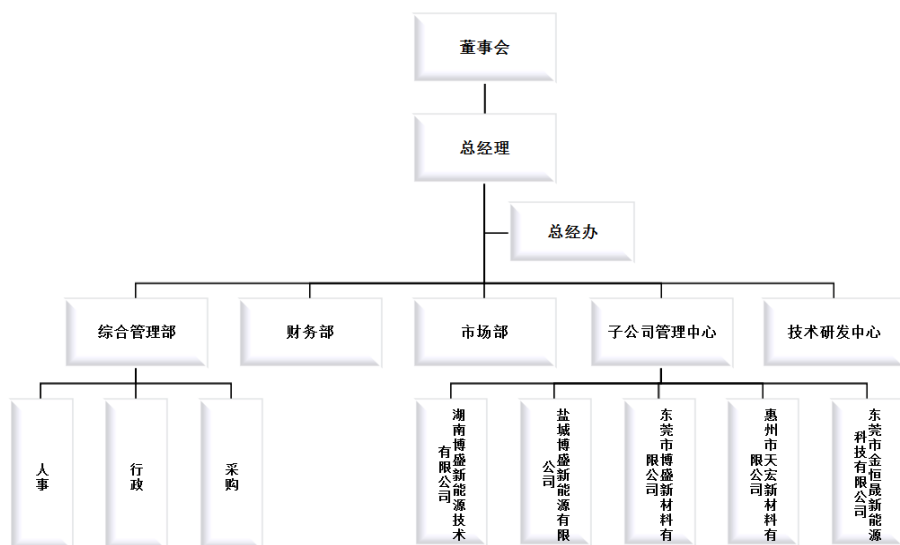 董事会
总经理
总经办
综合管理部
财务部
市场部
子公司管理中心
技术研发中心
人事
行政
采购
湖南博盛新能源技术
有限公司
盐城博盛新能源有限
公司
东莞市博盛新材料有
限公司
惠州市天宏新材料有
限公司
东莞市金恒晟新能源
科技有限公司